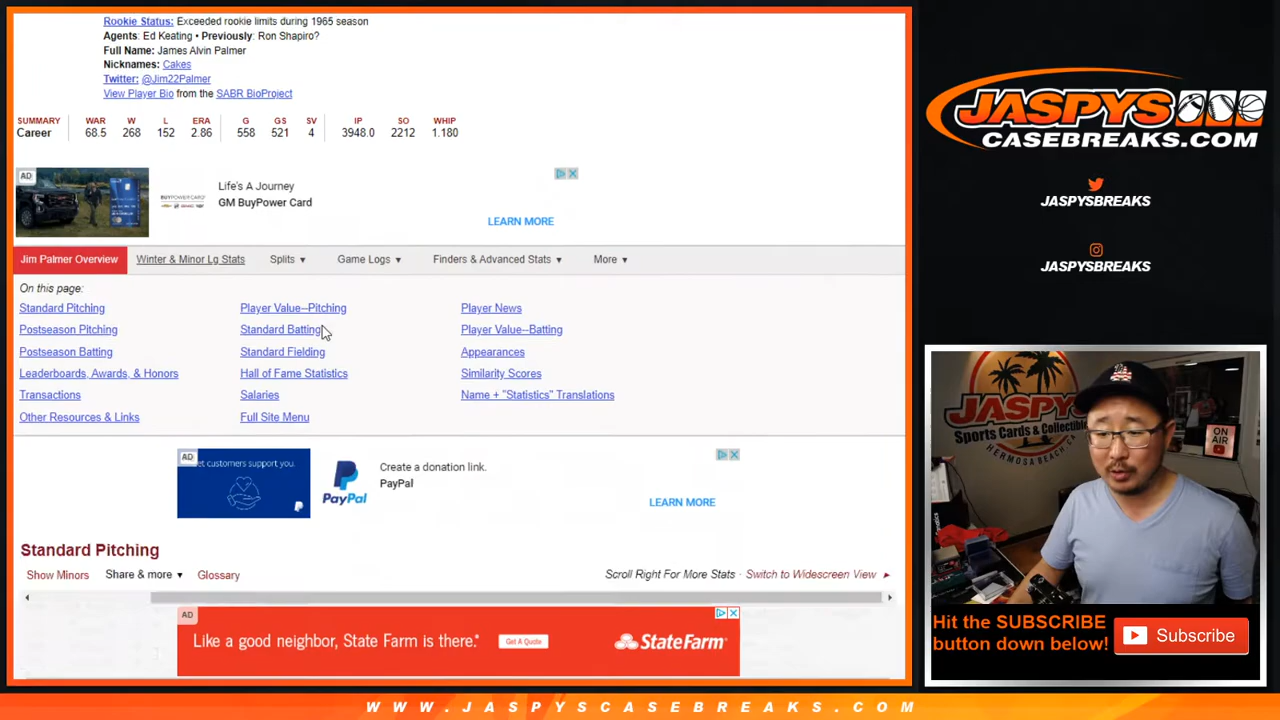 Rookie Status: Exceeded rookie limits during 1965 season
Agents: Ed Keating • Previously: Ron Shapiro?
Full Name: James Alvin Palmer
Nicknames: Cakes
Twitter: @Jim22Palmer
View Player Bio from the SABR BioProject
SUMMARY WAR W L ERA G GS SV IP SO WHIP
Career 68.5 268 152 2.86 558 521 4 3948.0 2212 1.180
AD
BUYPOWER CARD
Life's A Journey
GM BuyPower Card
LEARN MORE
Jim Palmer Overview Winter & Minor Lg Stats Splits ▼ Game Logs ▼ Finders & Advanced Stats ▼ More ▼
On this page:
Standard Pitching Player Value--Pitching Player News
Postseason Pitching Standard Batting Player Value--Batting
Postseason Batting Standard Fielding Appearances
Leaderboards, Awards, & Honors Hall of Fame Statistics Similarity Scores
Transactions Salaries Name + "Statistics" Translations
Other Resources & Links Full Site Menu
AD
customers support you.
PayPal
Create a donation link.
PayPal
LEARN MORE
Standard Pitching
Show Minors Share & more ▼ Glossary Scroll Right For More Stats · Switch to Widescreen View ►
AD
Like a good neighbor, State Farm is there.®
Get A Quote
StateFarm
JASPYS
CASEBREAKS.COM
JASPYSBREAKS
JASPYSBREAKS
JASPYS
Sports Cards & Collectibles
HERMOSA BEACH, CA
ON AIR
Hit the SUBSCRIBE
button down below!
Subscribe
WWW.JASPYSCASEBREAKS.COM